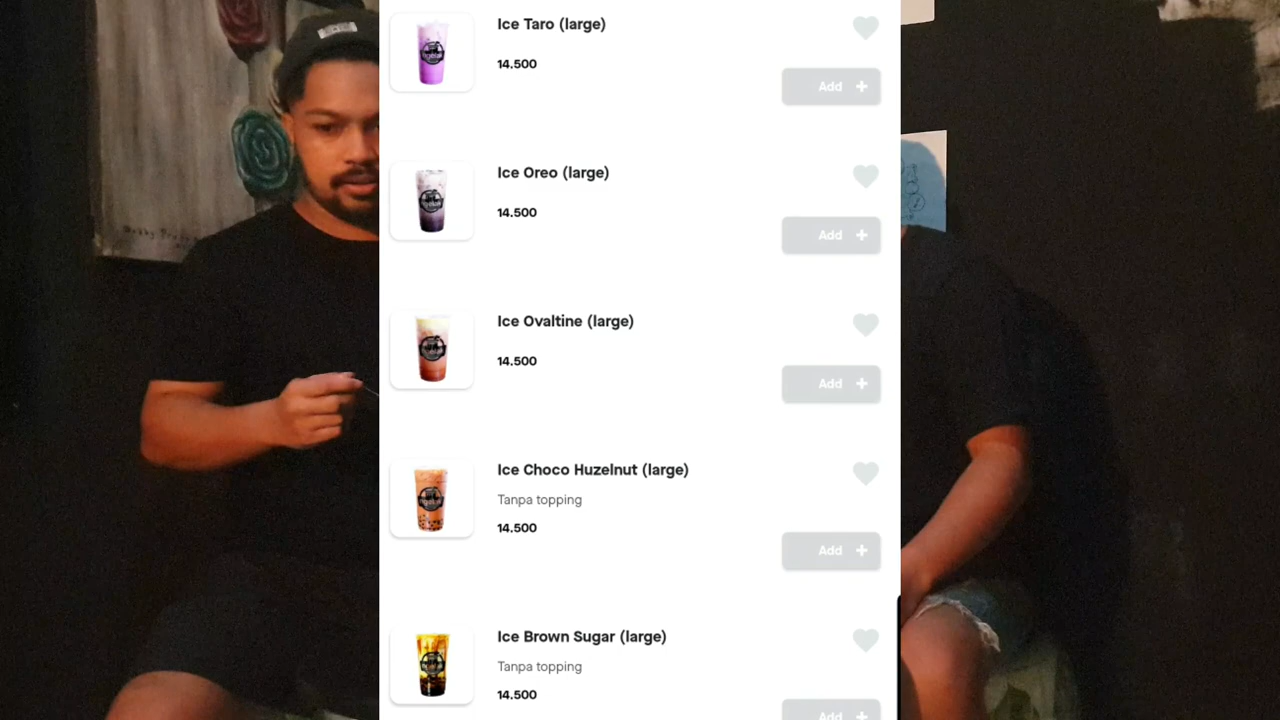 Ice Taro (large)
14.500
Add +
Ice Oreo (large)
14.500
Add +
Ice Ovaltine (large)
14.500
Add +
Ice Choco Huzelnut (large)
Tanpa topping
14.500
Add +
Ice Brown Sugar (large)
Tanpa topping
14.500
Add +